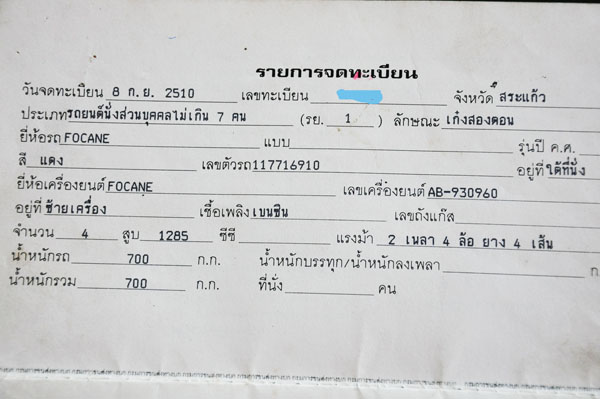 รายการจดทะเบียน
วันจดทะเบียน 8 ก.ย. 2510 เลขทะเบียน จังหวัด สระแก้ว
ประเภทรถยนต์นั่งส่วนบุคคลไม่เกิน 7 คน (รย. 1 ) ลักษณะ เก๋งสองตอน
ยี่ห้อรถ FOCANE แบบ รุ่นปี ค.ศ.
สี แดง เลขตัวรถ 117716910 อยู่ที่ ใต้ที่นั่ง
ยี่ห้อเครื่องยนต์ FOCANE เลขเครื่องยนต์ AB-930960
อยู่ที่ ซ้ายเครื่อง เชื้อเพลิง เบนซิน เลขถังแก๊ส
จำนวน 4 สูบ 1285 ซีซี แรงม้า 2 เพลา 4 ล้อ ยาง 4 เส้น
น้ำหนักรถ 700 ก.ก. น้ำหนักบรรทุก/น้ำหนักลงเพลา ก
น้ำหนักรวม 700 ก.ก. ที่นั่ง คน